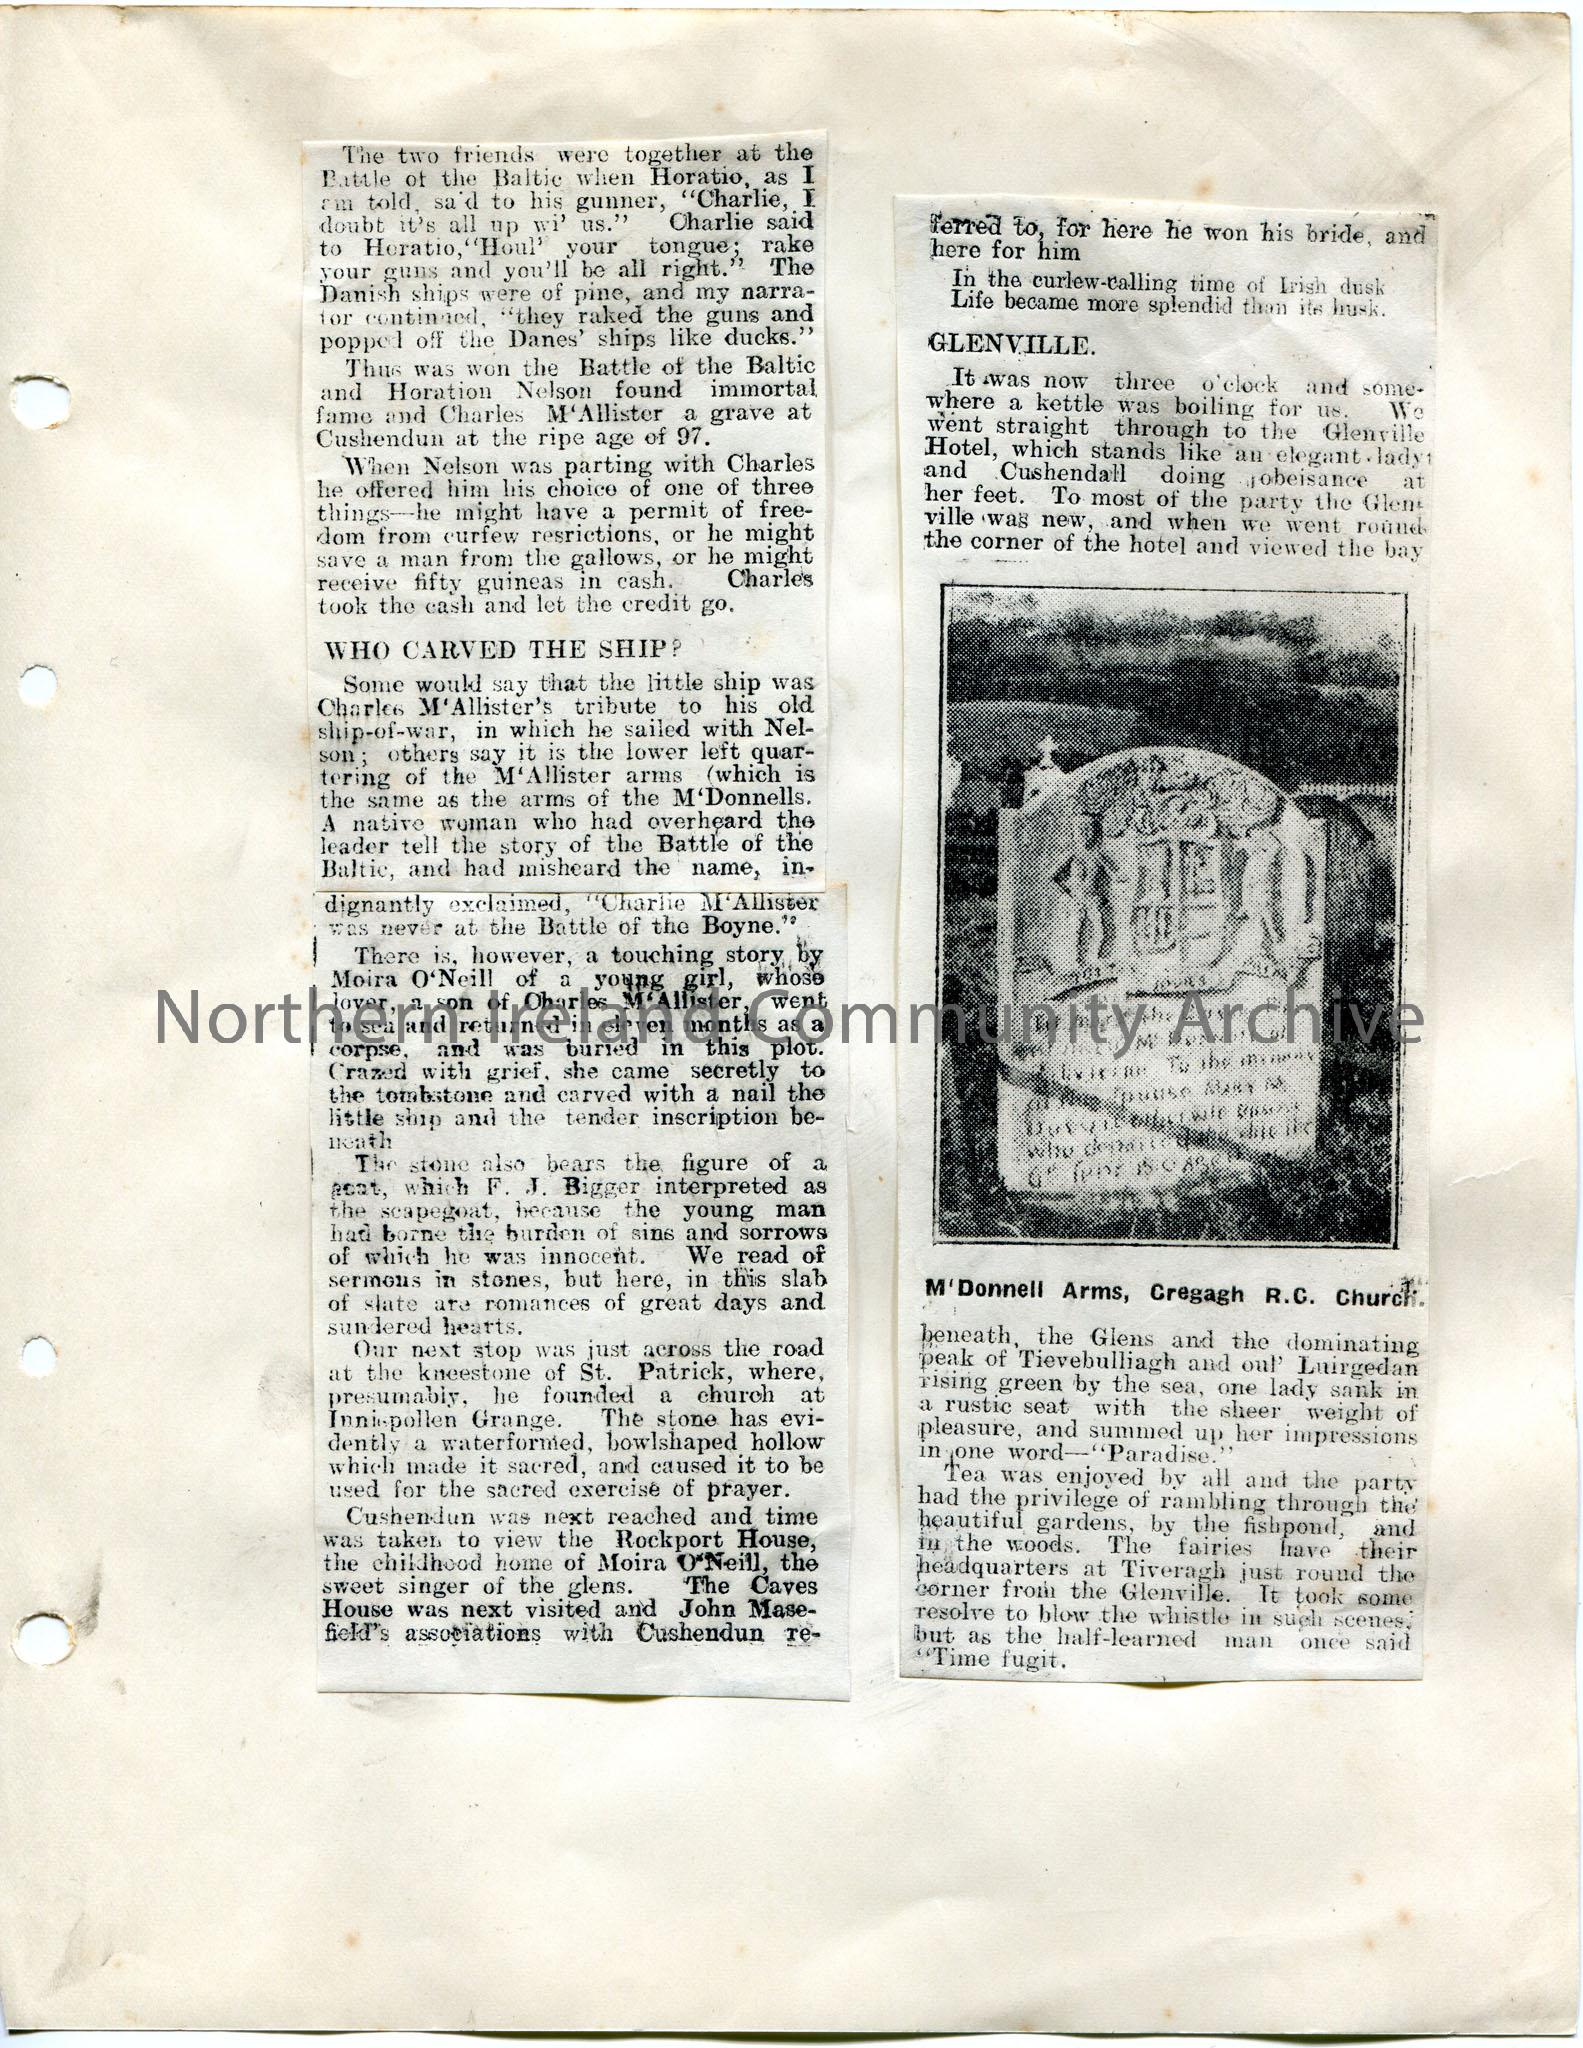 The two friends were together at the
Battle of the Baltic when Horatio, as I
am told, said to his gunner, "Charlie, I
doubt it's all up wi' us." Charlie said
to Horatio, "Houl' your tongue; rake
your guns and you'll be all right." The
Danish ships were of pine, and my narra-
tor continued, "they raked the guns and
popped off the Danes' ships like ducks."
Thus was won the Battle of the Baltic
and Horation Nelson found immortal
fame and Charles M'Allister a grave at
Cushendun at the ripe age of 97.
When Nelson was parting with Charles
he offered him his choice of one of three
things—he might have a permit of free-
dom from curfew resrictions, or he might
save a man from the gallows, or he might
receive fifty guineas in cash. Charles
took the cash and let the credit go.
WHO CARVED THE SHIP?
Some would say that the little ship was
Charles M'Allister's tribute to his old
ship-of-war, in which he sailed with Nel-
son; others say it is the lower left quar-
tering of the M'Allister arms (which is
the same as the arms of the M'Donnells.
A native woman who had overheard the
leader tell the story of the Battle of the
Baltic, and had misheard the name, in-
dignantly exclaimed, "Charlie M'Allister
was never at the Battle of the Boyne."
There is, however, a touching story by
Moira O'Neill of a young girl, whose
lover, a son of Charles M'Allister, went
to sea and returned in eleven months as a
corpse, and was buried in this plot.
Crazed with grief, she came secretly to
the tombstone and carved with a nail the
little ship and the tender inscription be-
neath
The stone also bears the figure of a
goat, which F. J. Bigger interpreted as
the scapegoat, because the young man
had borne the burden of sins and sorrows
of which he was innocent. We read of
sermons in stones, but here, in this slab
of slate are romances of great days and
sundered hearts.
Our next stop was just across the road
at the kneestone of St. Patrick, where,
presumably, he founded a church at
Innispollen Grange. The stone has evi-
dently a waterformed, bowlshaped hollow
which made it sacred, and caused it to be
used for the sacred exercise of prayer.
Cushendun was next reached and time
was taken to view the Rockport House,
the childhood home of Moira O'Neill, the
sweet singer of the glens. The Caves
House was next visited and John Mase-
field's associations with Cushendun re-
ferred to, for here he won his bride, and
here for him
In the curlew-calling time of Irish dusk
Life became more splendid than its husk.
GLENVILLE.
It was now three o'clock and some-
where a kettle was boiling for us. We
went straight through to the Glenville
Hotel, which stands like an elegant lady
and Cushendall doing obeisance at
her feet. To most of the party the Glen-
ville was new, and when we went round
the corner of the hotel and viewed the bay
To the memory
who departed
M'Donnell Arms, Cregagh R.C. Church.
beneath, the Glens and the dominating
peak of Tievebulliagh and oul' Luirgedan
rising green by the sea, one lady sank in
a rustic seat with the sheer weight of
pleasure, and summed up her impressions
in one word—"Paradise."
Tea was enjoyed by all and the party
had the privilege of rambling through the
beautiful gardens, by the fishpond, and
in the woods. The fairies have their
headquarters at Tiveragh just round the
corner from the Glenville. It took some
resolve to blow the whistle in such scenes;
but as the half-learned man once said
"Time fugit.
Northern Ireland Community Archive